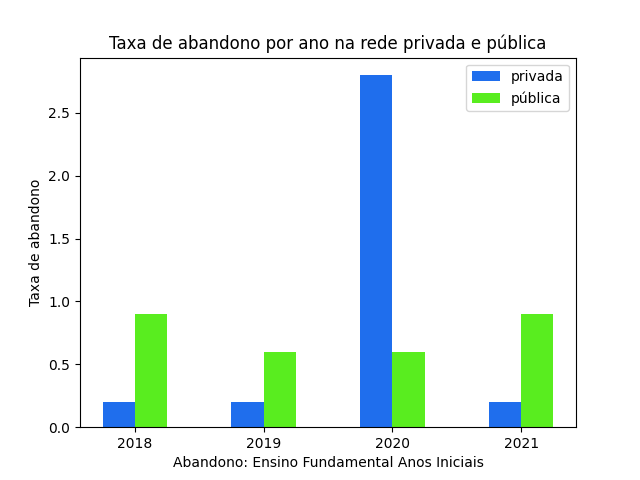 Taxa de abandono por ano na rede privada e pública
privada
pública
Taxa de abandono
2.5
2.0
1.5
1.0
0.5
0.0
2018 2019 2020 2021
Abandono: Ensino Fundamental Anos Iniciais